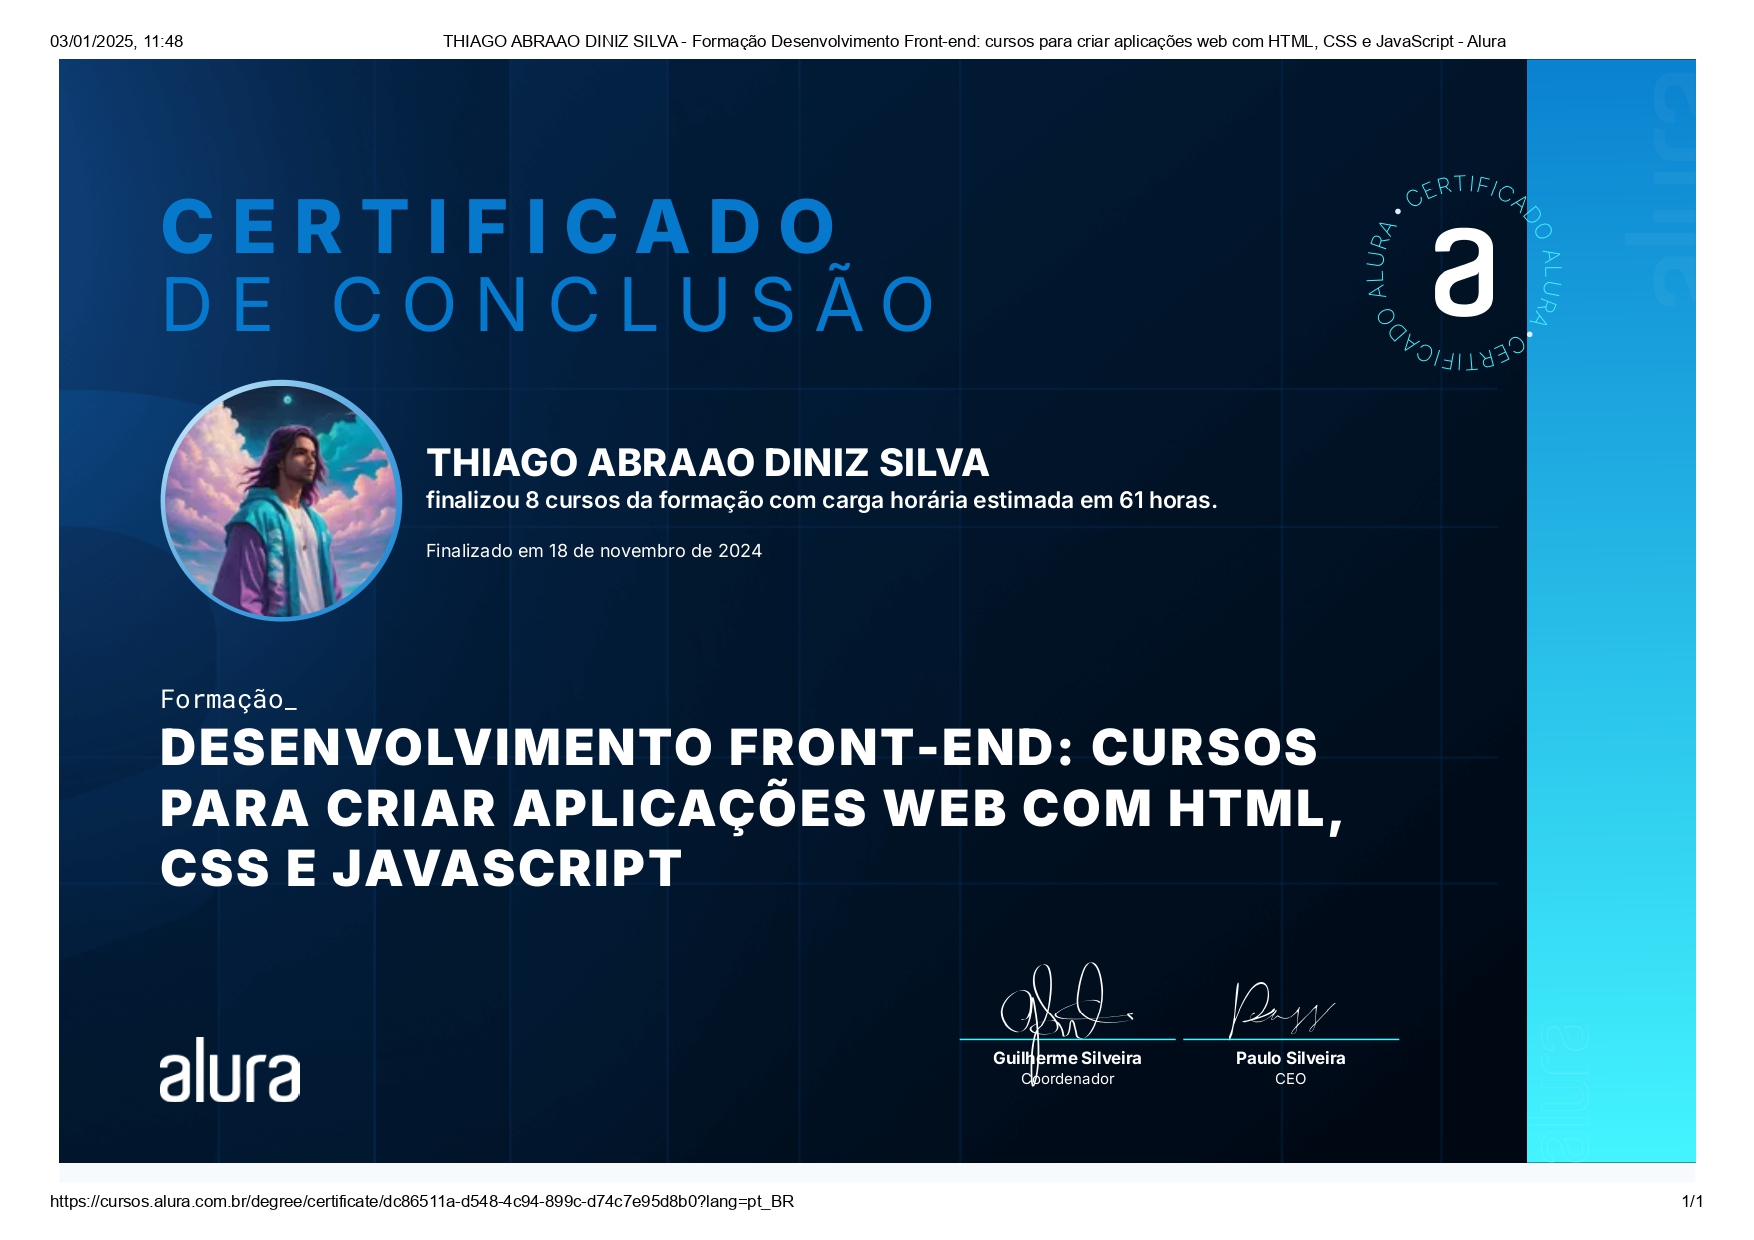 03/01/2025, 11:48
THIAGO ABRAAO DINIZ SILVA - Formação Desenvolvimento Front-end: cursos para criar aplicações web com HTML, CSS e JavaScript - Alura
CERTIFICADO
DE CONCLUSÃO
CERTIFICADO ALURA • CERTIFICADO ALURA •
a
alura
THIAGO ABRAAO DINIZ SILVA
finalizou 8 cursos da formação com carga horária estimada em 61 horas.
Finalizado em 18 de novembro de 2024
Formação_
DESENVOLVIMENTO FRONT-END: CURSOS
PARA CRIAR APLICAÇÕES WEB COM HTML,
CSS E JAVASCRIPT
alura
Guilherme Silveira
Coordenador
Paulo Silveira
CEO
alura
https://cursos.alura.com.br/degree/certificate/dc86511a-d548-4c94-899c-d74c7e95d8b0?lang=pt_BR
1/1